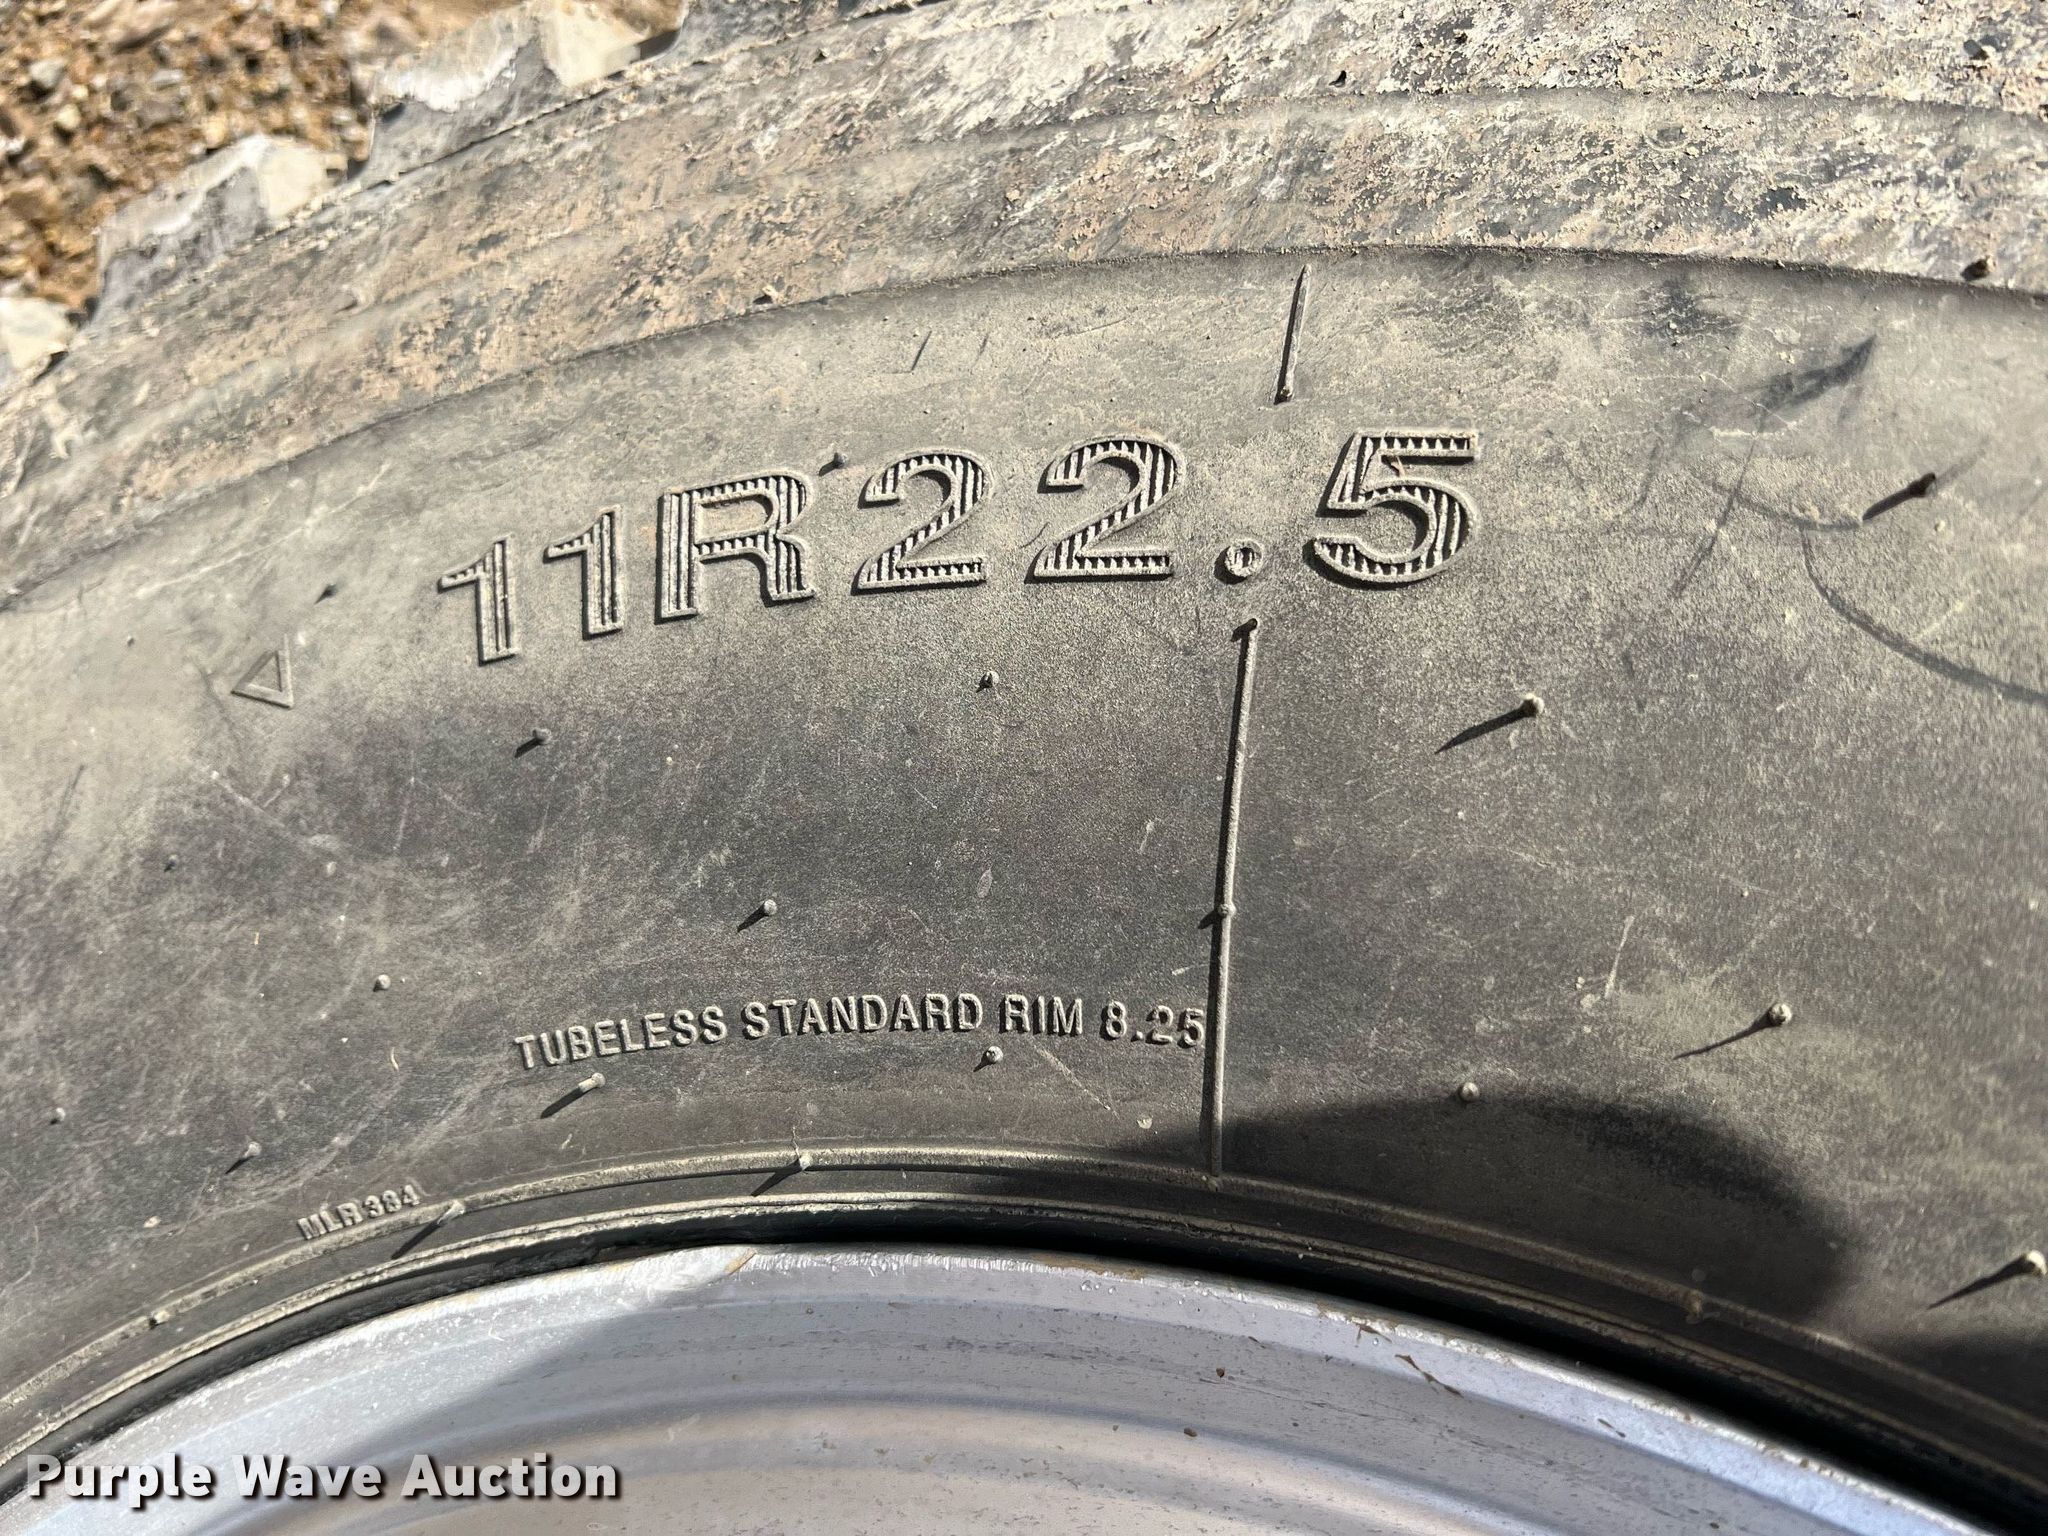 11R22.5
TUBELESS STANDARD RIM 8.25
MLR384
Purple Wave Auction